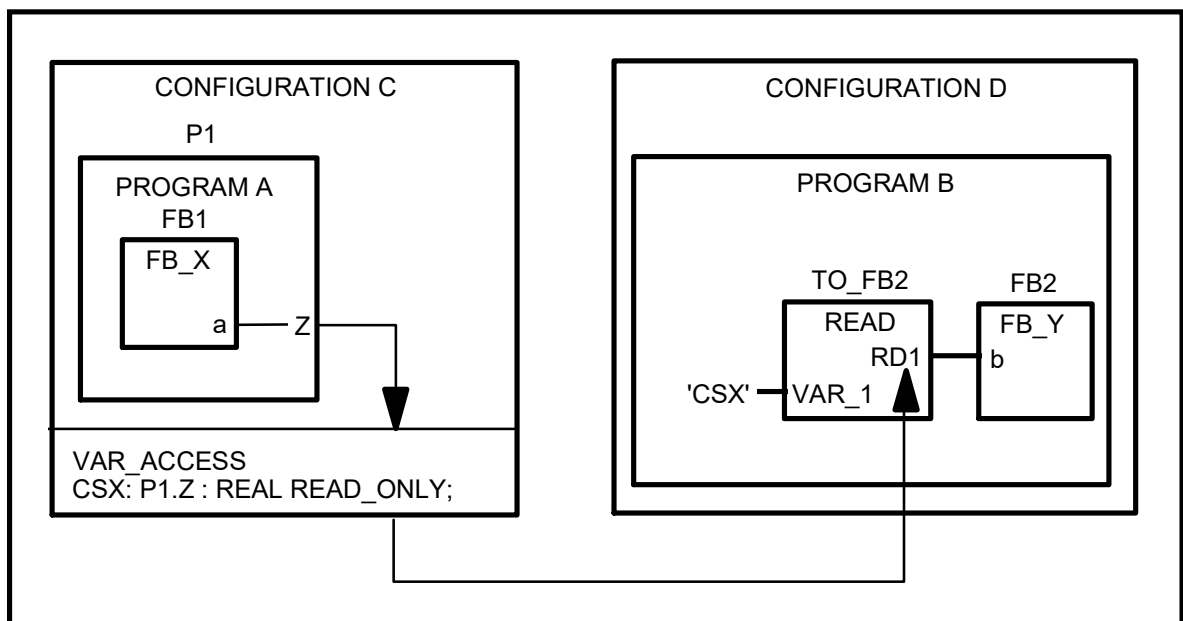 CONFIGURATION C
P1
PROGRAM A
FB1
FB_X
a
Z
VAR_ACCESS
CSX: P1.Z : REAL READ_ONLY;
CONFIGURATION D
PROGRAM B
TO_FB2
FB2
READ
FB_Y
RD1
b
'CSX'
VAR_1